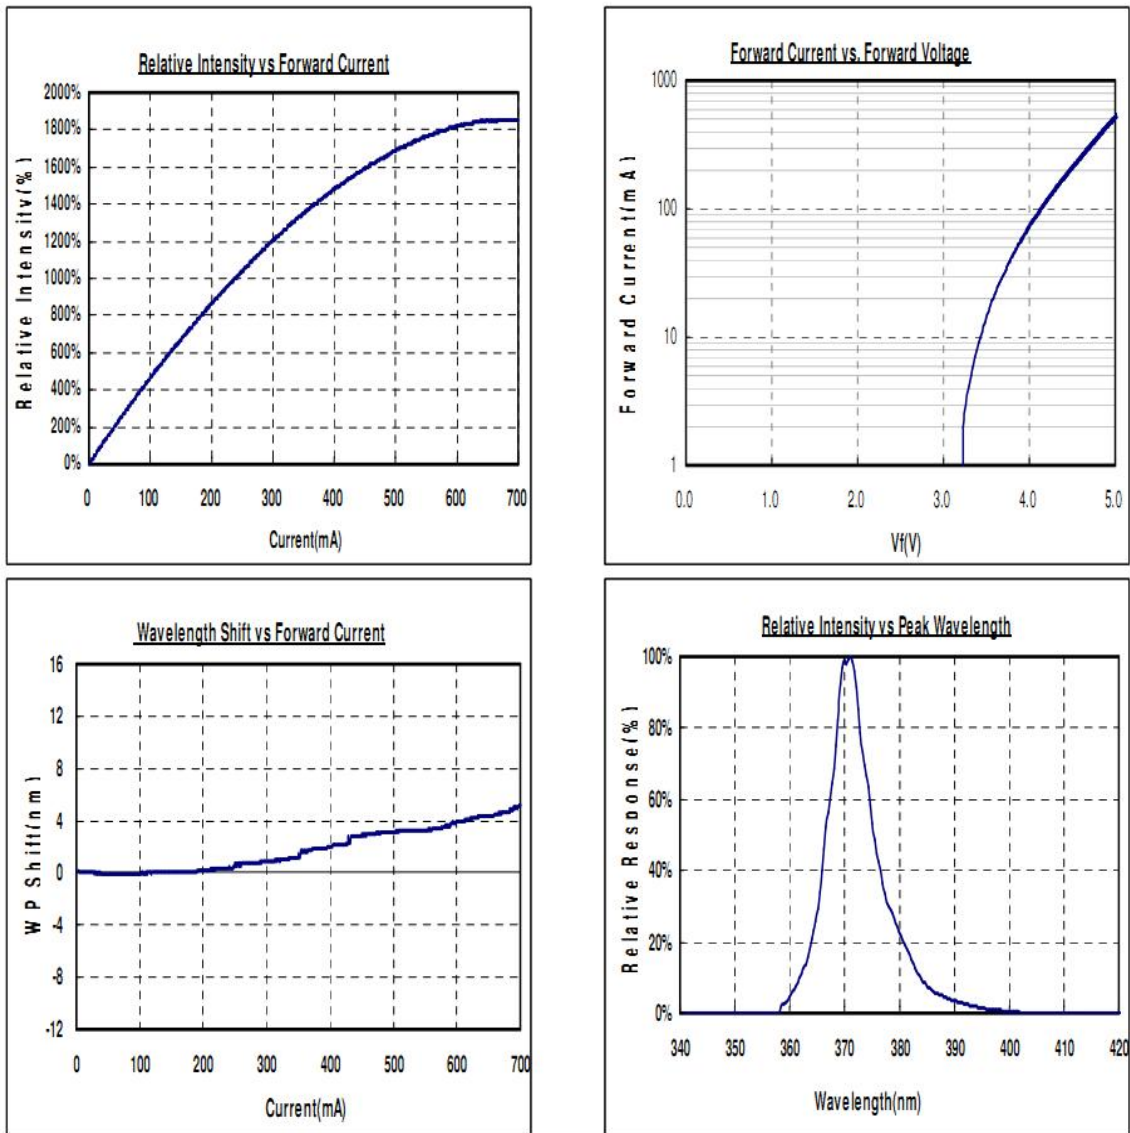 Relative Intensity vs Forward Current
2000%
1800%
1600%
1400%
1200%
1000%
800%
600%
400%
200%
0%
Relative Intensity(%)
0 100 200 300 400 500 600 700
Current(mA)
Forward Current vs. Forward Voltage
1000
100
10
1
Forward Current(mA)
0.0 1.0 2.0 3.0 4.0 5.0
Vf(V)
Wavelength Shift vs Forward Current
16
12
8
4
0
-4
-8
-12
WP Shift(nm)
0 100 200 300 400 500 600 700
Current(mA)
Relative Intensity vs Peak Wavelength
100%
80%
60%
40%
20%
0%
Relative Response(%)
340 350 360 370 380 390 400 410 420
Wavelength(nm)